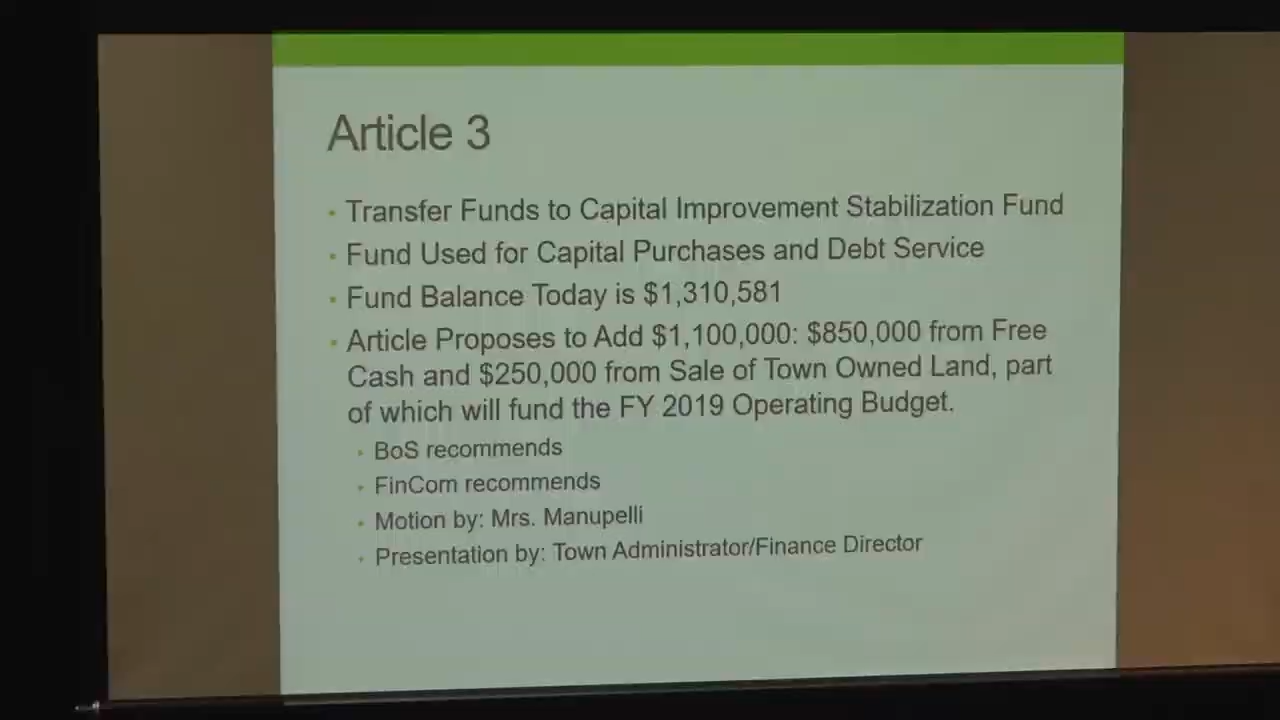 Article 3
• Transfer Funds to Capital Improvement Stabilization Fund
• Fund Used for Capital Purchases and Debt Service
• Fund Balance Today is $1,310,581
• Article Proposes to Add $1,100,000: $850,000 from Free
Cash and $250,000 from Sale of Town Owned Land, part
of which will fund the FY 2019 Operating Budget.
• BoS recommends
• FinCom recommends
• Motion by: Mrs. Manupelli
• Presentation by: Town Administrator/Finance Director